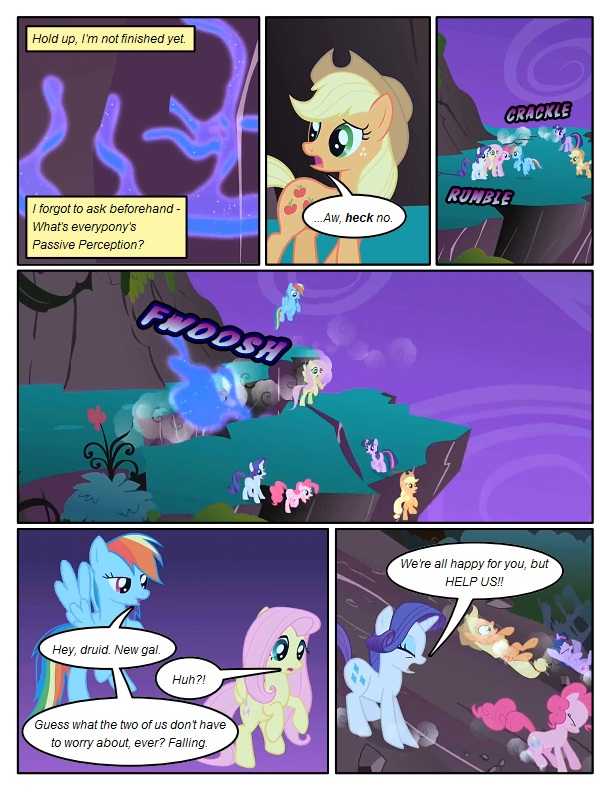 Hold up, I'm not finished yet.
I forgot to ask beforehand -
What's everypony's
Passive Perception?
...Aw, heck no.
CRACKLE
RUMBLE
FWOOSH
Hey, druid. New gal.
Huh?!
Guess what the two of us don't have
to worry about, ever? Falling.
We're all happy for you, but
HELP US!!